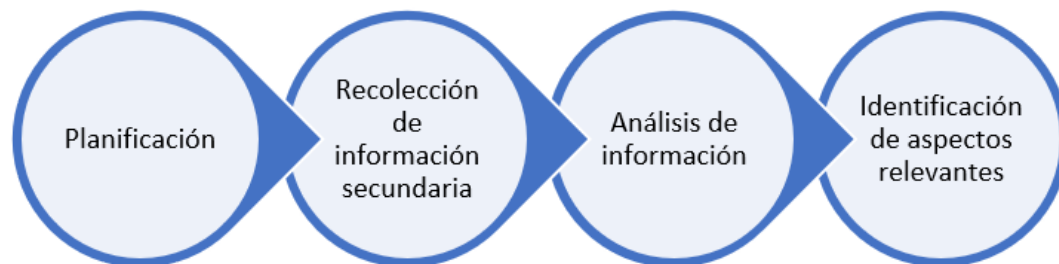 Planificación
Recolección
de
información
secundaria
Análisis de
información
Identificación
de aspectos
relevantes